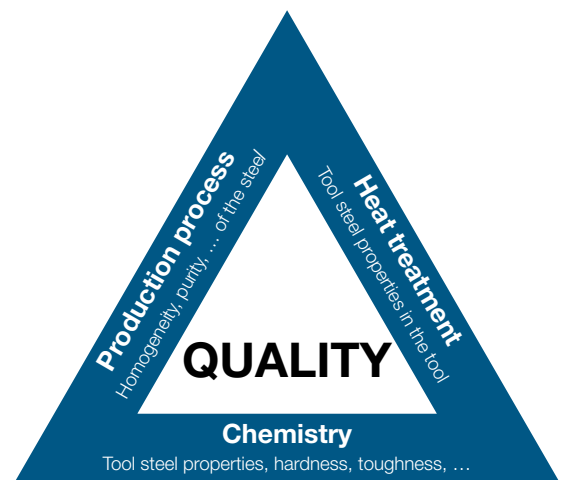 Production process
Homogeneity, purity, ... of the steel
Heat treatment
Tool steel properties in the tool
QUALITY
Chemistry
Tool steel properties, hardness, toughness, ...